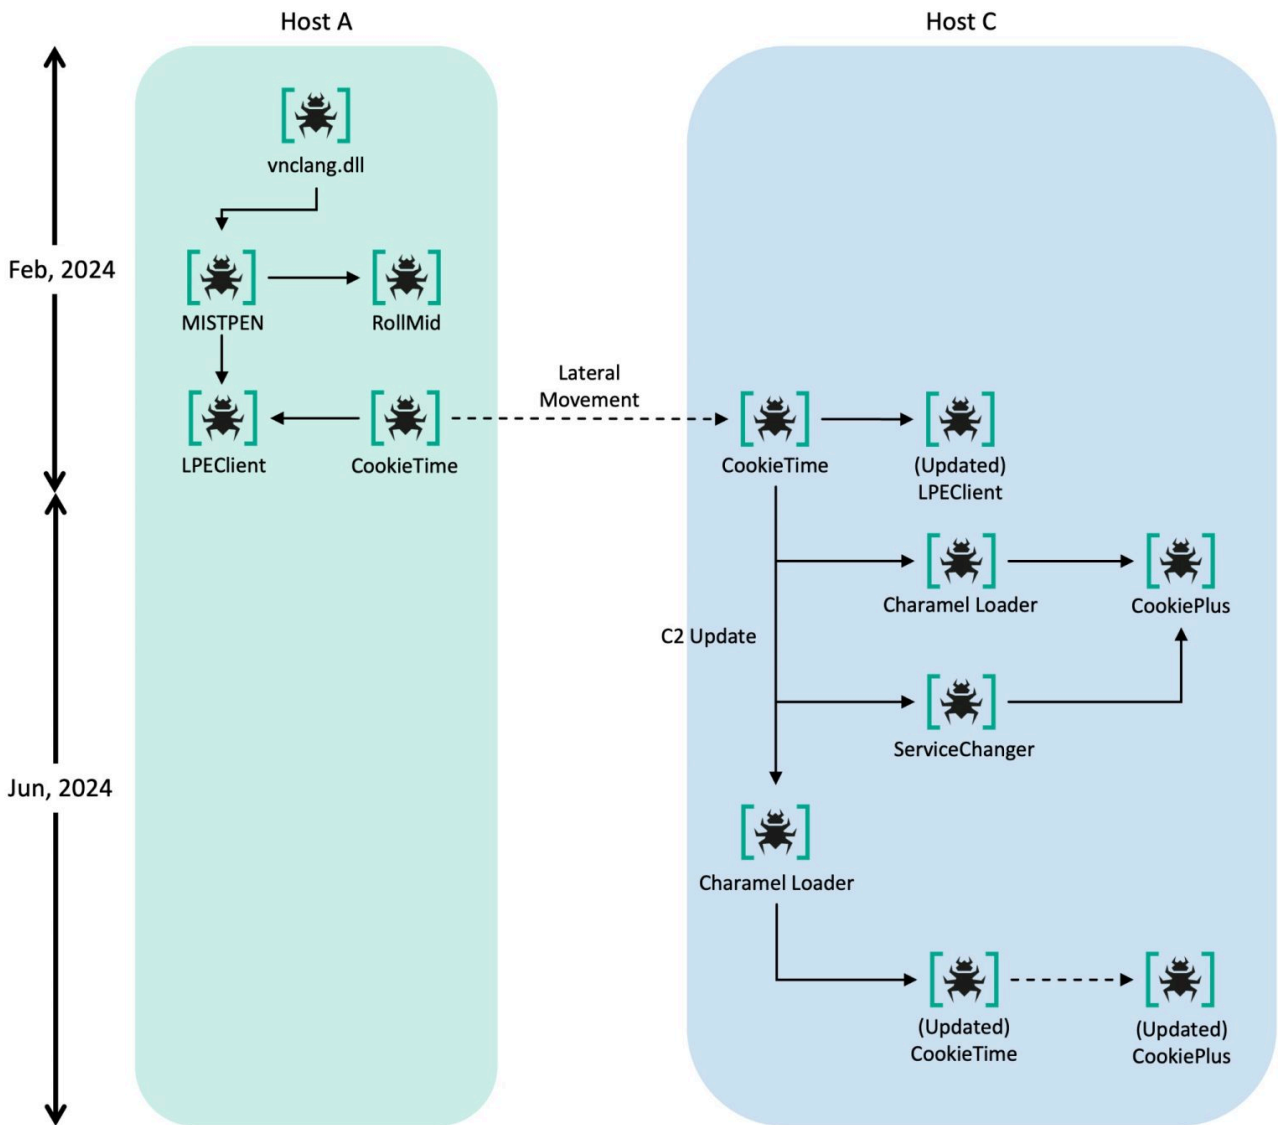 Host A
Host C
vnclang.dll
Feb, 2024
MISTPEN
RollMid
Lateral
Movement
LPEClient
CookieTime
CookieTime
(Updated)
LPEClient
Charamel Loader
CookiePlus
C2 Update
ServiceChanger
Jun, 2024
Charamel Loader
(Updated)
CookieTime
(Updated)
CookiePlus